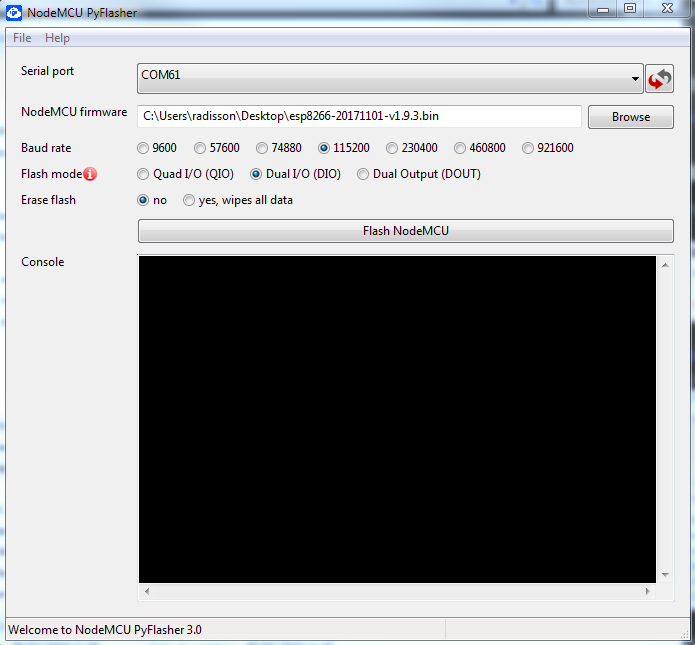 NodeMCU PyFlasher
File Help
Serial port COM61
NodeMCU firmware C:\Users\radisson\Desktop\esp8266-20171101-v1.9.3.bin Browse
Baud rate 9600 57600 74880 115200 230400 460800 921600
Flash mode Quad I/O (QIO) Dual I/O (DIO) Dual Output (DOUT)
Erase flash no yes, wipes all data
Flash NodeMCU
Console
Welcome to NodeMCU PyFlasher 3.0